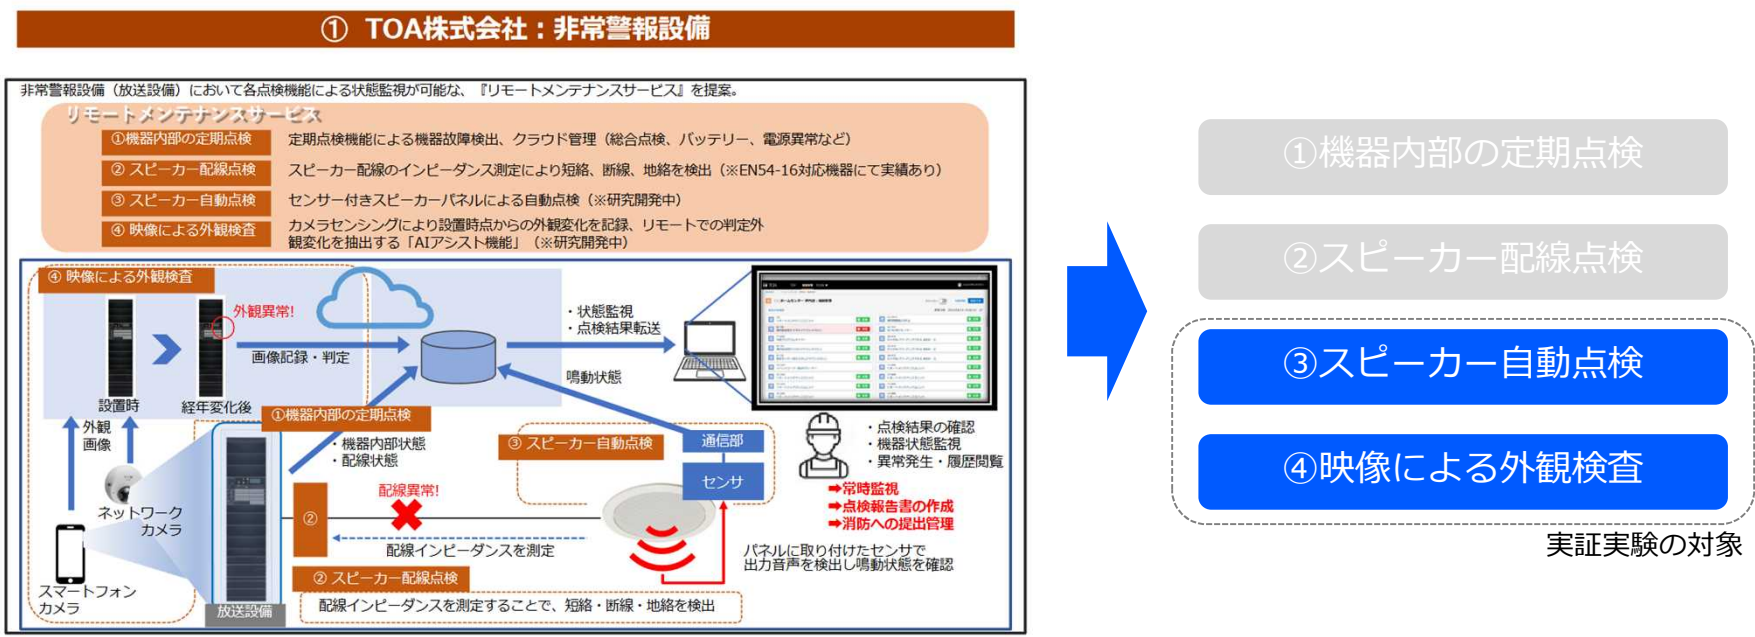 ① TOA株式会社：非常警報設備
非常警報設備（放送設備）において各点検機能による状態監視が可能な、『リモートメンテナンスサービス』を提案。
リモートメンテナンスサービス
①機器内部の定期点検
定期点検機能による機器故障検出、クラウド管理（総合点検、バッテリー、電源異常など）
② スピーカー配線点検
スピーカー配線のインピーダンス測定により短絡、断線、地絡を検出（※EN54-16対応機器にて実績あり）
③ スピーカー自動点検
センサー付きスピーカーパネルによる自動点検（※研究開発中）
④ 映像による外観検査
カメラセンシングにより設置時点からの外観変化を記録、リモートでの判定外
観変化を抽出する「AIアシスト機能」（※研究開発中）
④ 映像による外観検査
外観異常!
画像記録・判定
設置時
経年変化後
・状態監視
・点検結果転送
鳴動状態
外観
画像
①機器内部の定期点検
・機器内部状態
・配線状態
③ スピーカー自動点検
通信部
センサ
・点検結果の確認
・機器状態監視
・異常発生・履歴閲覧
➡常時監視
➡点検報告書の作成
➡消防への提出管理
ネットワーク
カメラ
スマートフォン
カメラ
放送設備
②
配線異常!
配線インピーダンスを測定
② スピーカー配線点検
配線インピーダンスを測定することで、短絡・断線・地絡を検出
パネルに取り付けたセンサで
出力音声を検出し鳴動状態を確認
①機器内部の定期点検
②スピーカー配線点検
③スピーカー自動点検
④映像による外観検査
実証実験の対象